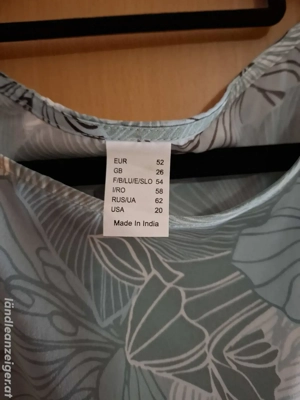 EUR 52
GB 26
F/B/LU/E/SLO 54
I/RO 58
RUS/UA 62
USA 20
Made In India
ländleanzeiger.at